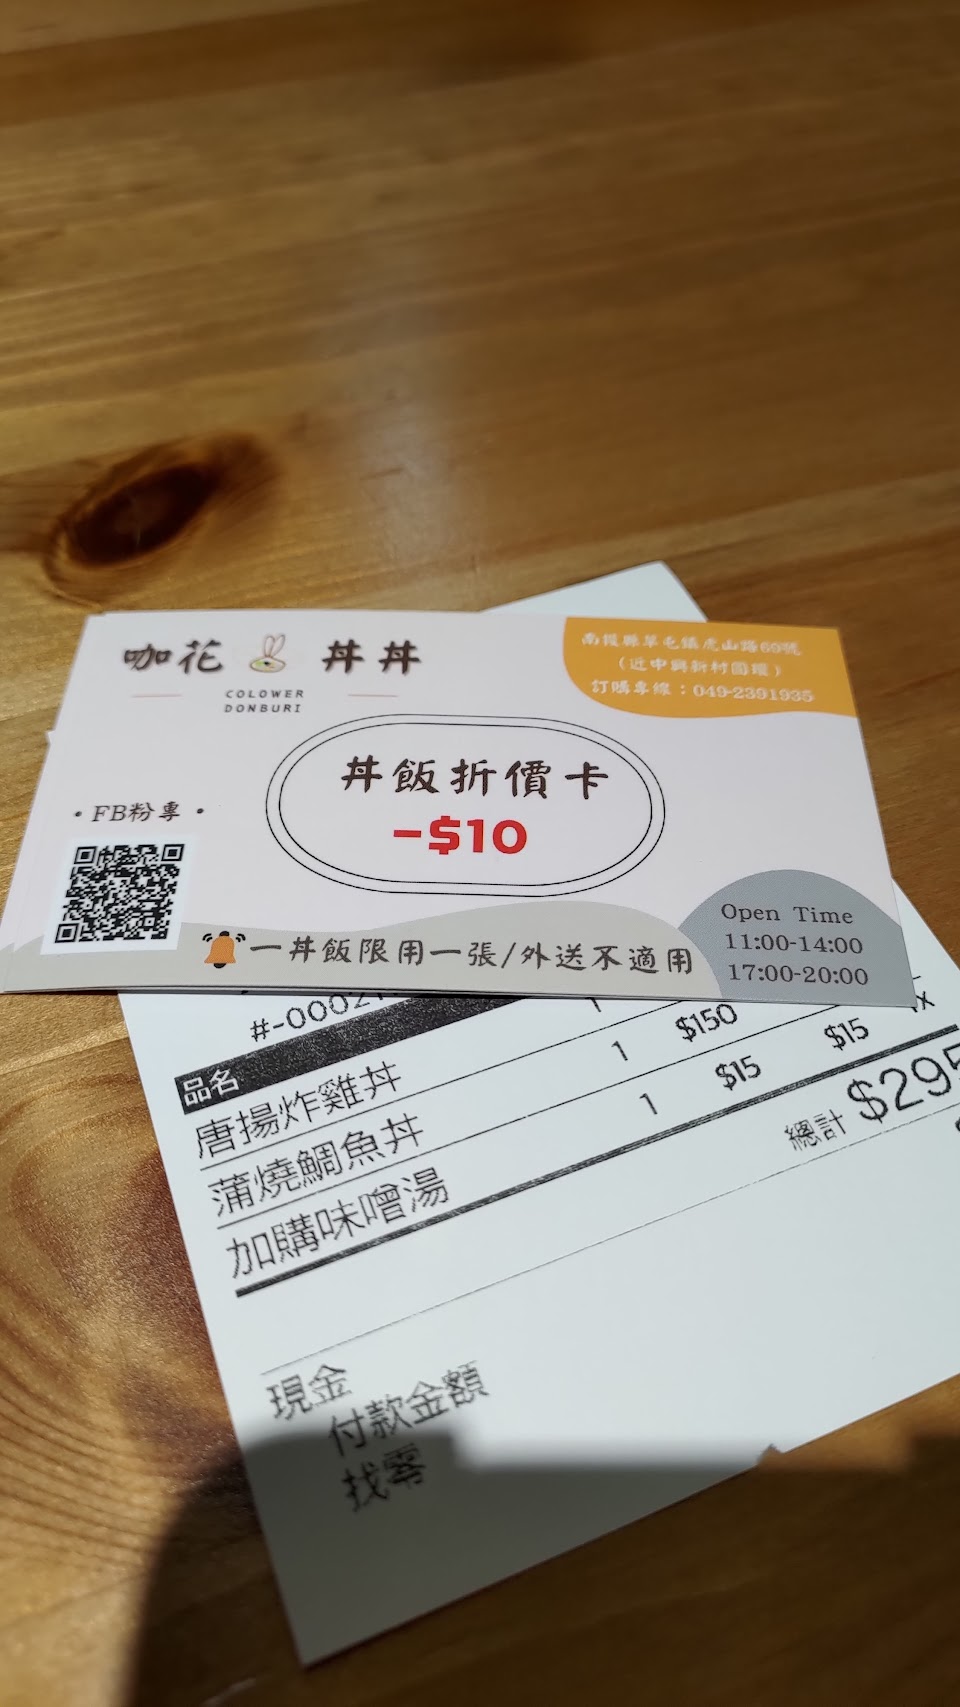 咖花丼丼
COLOWER
DONBURI
南投縣草屯鎮虎山路69號
(近中興新村圓環)
訂購專線：049-2391935
丼飯折價卡
-$10
•FB粉專•
一丼飯限用一張/外送不適用
Open Time
11:00-14:00
17:00-20:00
#-0002
品名
唐揚炸雞丼 1
蒲燒鯛魚丼 1 $150
加購味噌湯 1 $15 $15
總計 $295
現金
付款金額
找零